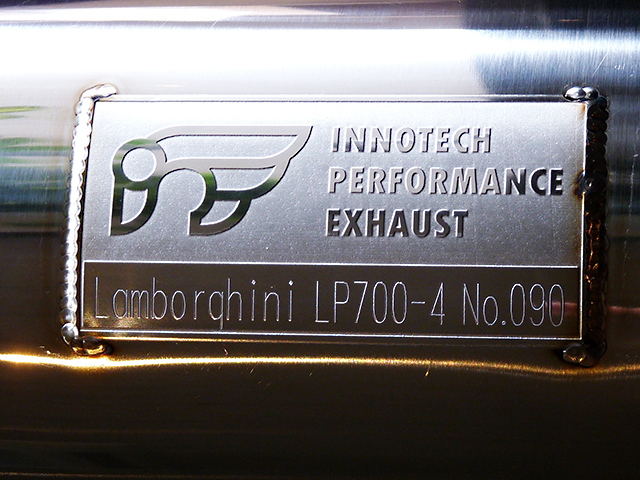 INNOTECH
PERFORMANCE
EXHAUST
Lamborghini LP700-4 No.090